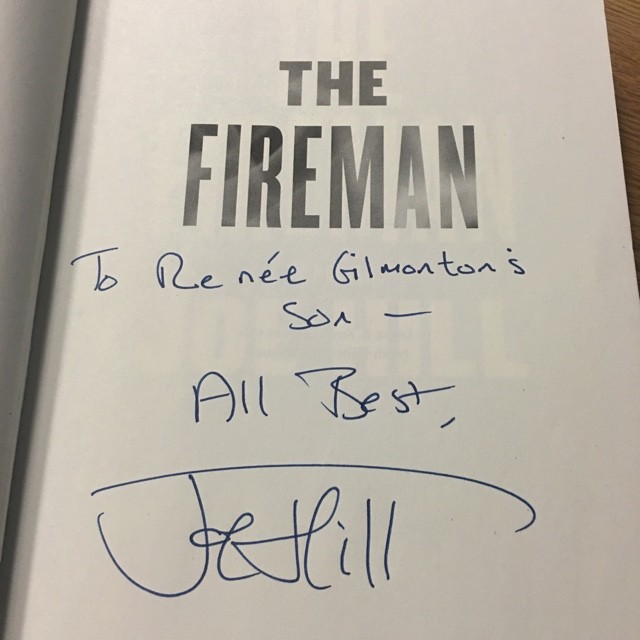 THE
FIREMAN
To Renée Gilmonton's
Son —
All Best,
Joe Hill